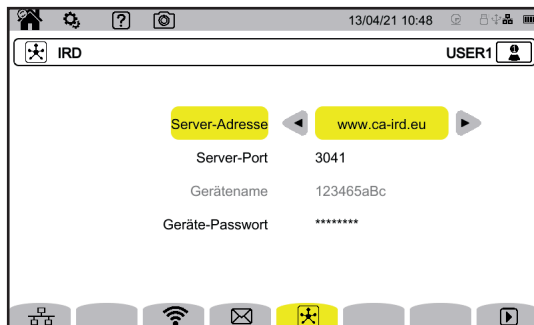 13/04/21 10:48
IRD USER1
Server-Adresse www.ca-ird.eu
Server-Port 3041
Gerätename 123465aBc
Geräte-Passwort ********